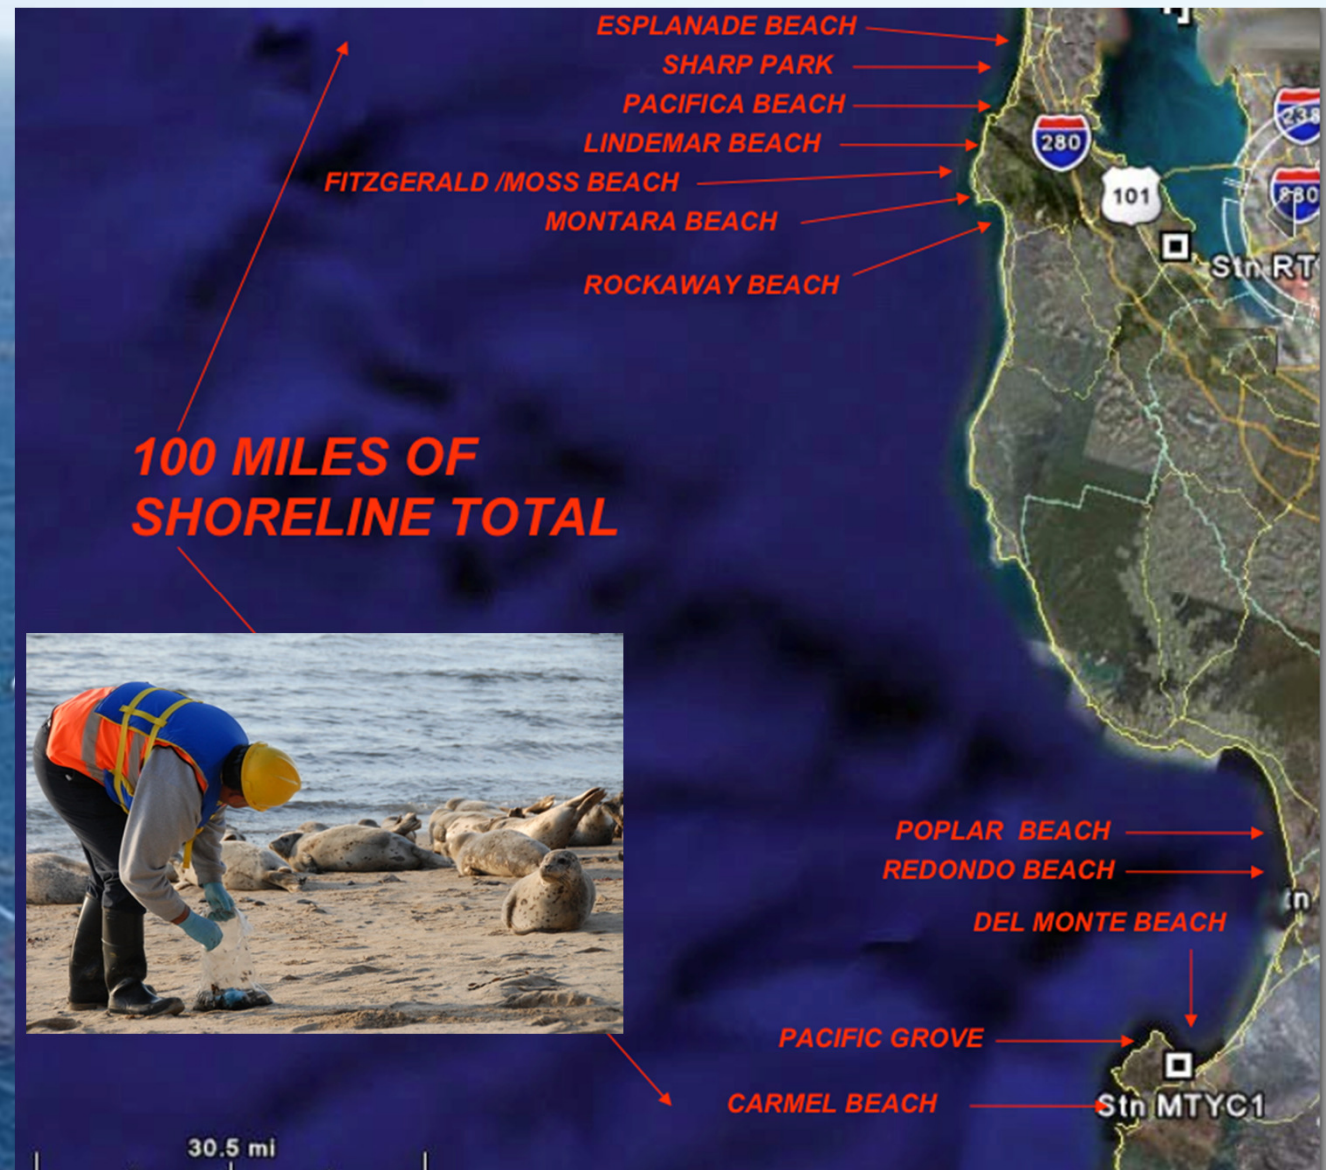 ESPLANADE BEACH
SHARP PARK
PACIFICA BEACH
LINDEMAR BEACH
280
FITZGERALD /MOSS BEACH
101
MONTARA BEACH
Stn RT
ROCKAWAY BEACH
100 MILES OF
SHORELINE TOTAL
POPLAR BEACH
REDONDO BEACH
DEL MONTE BEACH
PACIFIC GROVE
CARMEL BEACH
Stn MTYC1
30.5 mi